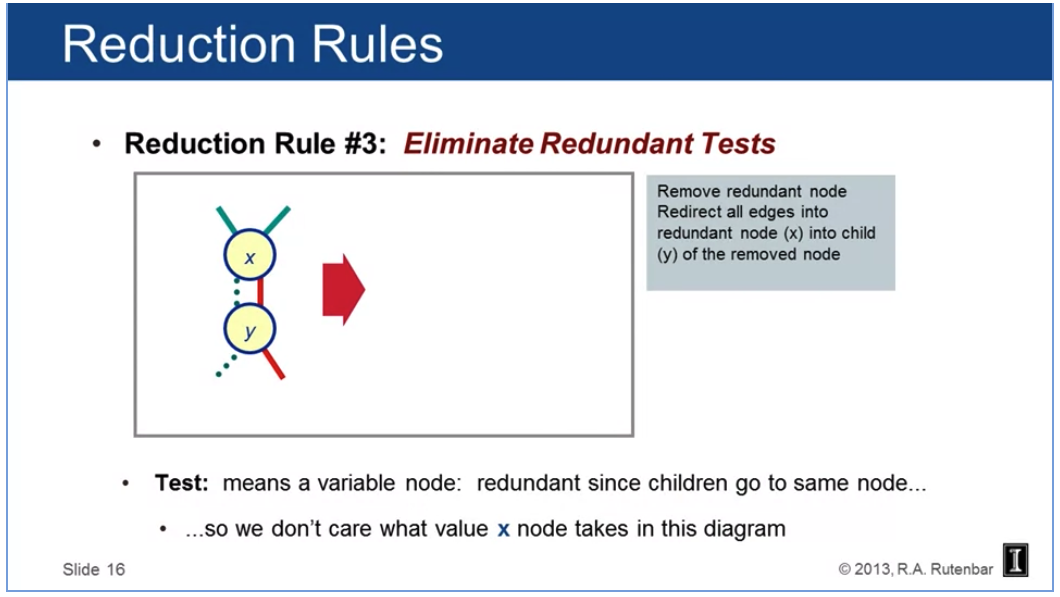 Reduction Rules
• Reduction Rule #3: Eliminate Redundant Tests
x
y
Remove redundant node
Redirect all edges into
redundant node (x) into child
(y) of the removed node
• Test: means a variable node: redundant since children go to same node...
• ...so we don't care what value x node takes in this diagram
Slide 16
© 2013, R.A. Rutenbar
I